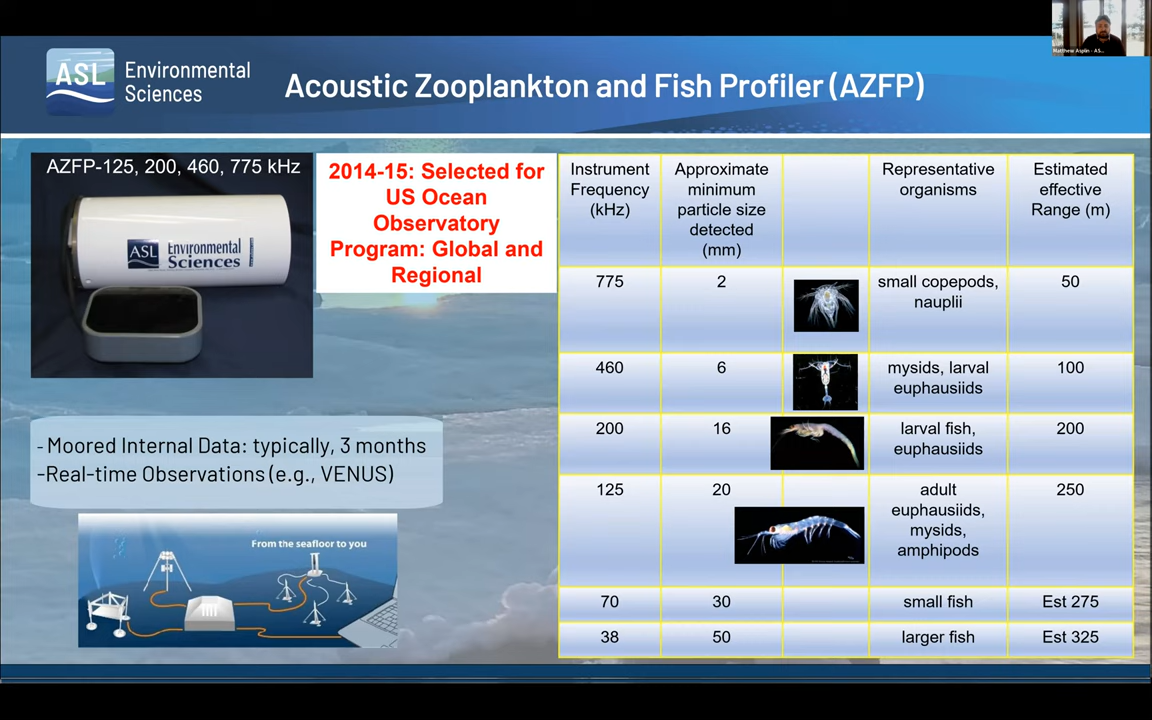 Matthew Asplin - AS...
ASL Environmental
Sciences
Acoustic Zooplankton and Fish Profiler (AZFP)
AZFP-125, 200, 460, 775 kHz
ASL Environmental
Sciences
2014-15: Selected for
US Ocean
Observatory
Program: Global and
Regional
- Moored Internal Data: typically, 3 months
-Real-time Observations (e.g., VENUS)
From the seafloor to you
Instrument
Frequency
(kHz)
Approximate
minimum
particle size
detected
(mm)
Representative
organisms
Estimated
effective
Range (m)
775
2
small copepods,
nauplii
50
460
6
mysids, larval
euphausiids
100
200
16
larval fish,
euphausiids
200
125
20
adult
euphausiids,
mysids,
amphipods
250
70
30
small fish
Est 275
38
50
larger fish
Est 325